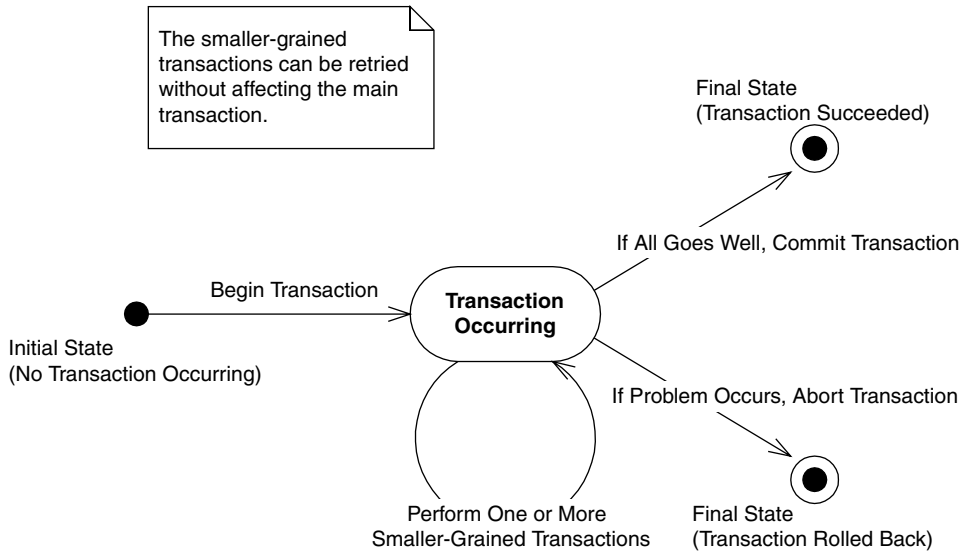 The smaller-grained
transactions can be retried
without affecting the main
transaction.
Final State
(Transaction Succeeded)
If All Goes Well, Commit Transaction
Begin Transaction
Transaction
Occurring
Initial State
(No Transaction Occurring)
If Problem Occurs, Abort Transaction
Perform One or More
Smaller-Grained Transactions
Final State
(Transaction Rolled Back)